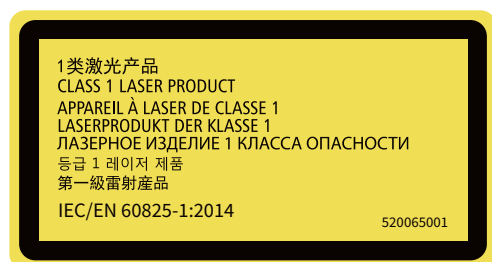 1类激光产品
CLASS 1 LASER PRODUCT
APPAREIL À LASER DE CLASSE 1
LASERPRODUKT DER KLASSE 1
ЛАЗЕРНОЕ ИЗДЕЛИЕ 1 КЛАССА ОПАСНОСТИ
등급 1 레이저 제품
第一級雷射産品
IEC/EN 60825-1:2014
520065001